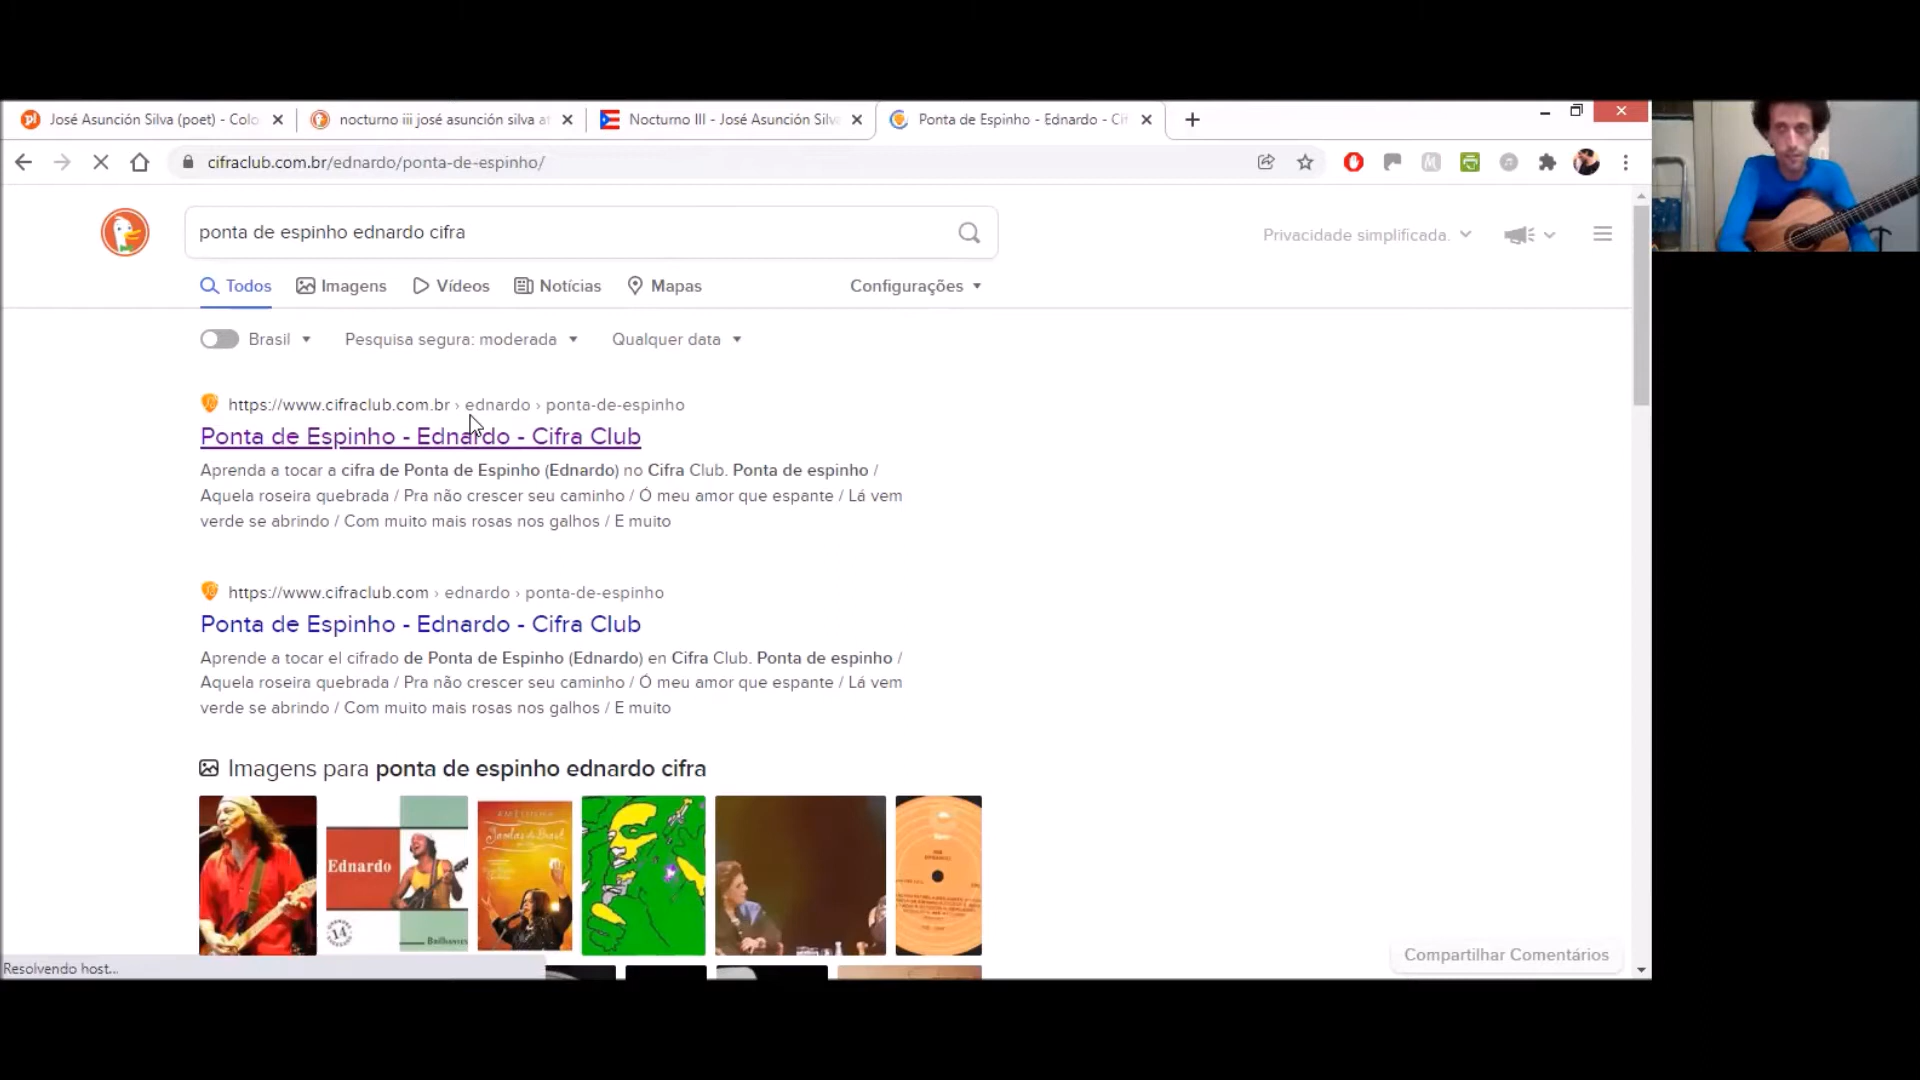 José Asunción Silva (poet) - Colo
nocturno iii josé asunción silva a
Nocturno III - José Asunción Silv
Ponta de Espinho - Ednardo - Ci
cifraclub.com.br/ednardo/ponta-de-espinho/
ponta de espinho ednardo cifra
Privacidade simplificada.
Todos
Imagens
Vídeos
Notícias
Mapas
Configurações
Brasil
Pesquisa segura: moderada
Qualquer data
https://www.cifraclub.com.br › ednardo › ponta-de-espinho
Ponta de Espinho - Ednardo - Cifra Club
Aprenda a tocar a cifra de Ponta de Espinho (Ednardo) no Cifra Club. Ponta de espinho /
Aquela roseira quebrada / Pra não crescer seu caminho / Ó meu amor que espante / Lá vem
verde se abrindo / Com muito mais rosas nos galhos / E muito
https://www.cifraclub.com › ednardo › ponta-de-espinho
Ponta de Espinho - Ednardo - Cifra Club
Aprende a tocar el cifrado de Ponta de Espinho (Ednardo) en Cifra Club. Ponta de espinho /
Aquela roseira quebrada / Pra não crescer seu caminho / Ó meu amor que espante / Lá vem
verde se abrindo / Com muito mais rosas nos galhos / E muito
Imagens para ponta de espinho ednardo cifra
Ednardo
14
Brilhantes
AMELINHA
Janelas do Brasil
Compartilhar Comentários
Resolvendo host...